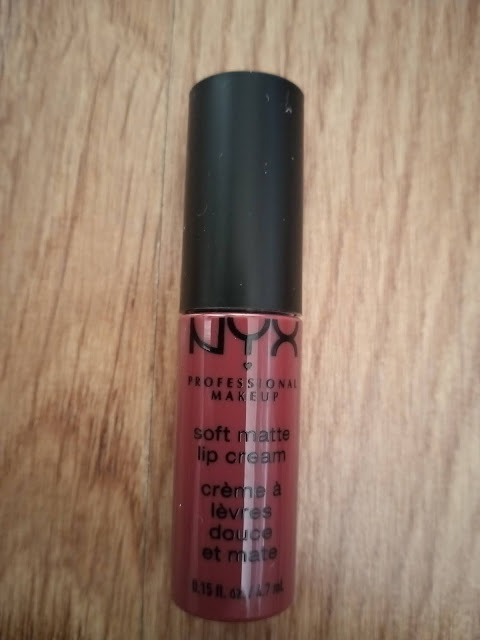 NYX
PROFESSIONAL
MAKEUP
soft matte
lip cream
crème à
lèvres
douce
et mate
0.15 fl. oz. / 4.7 mL